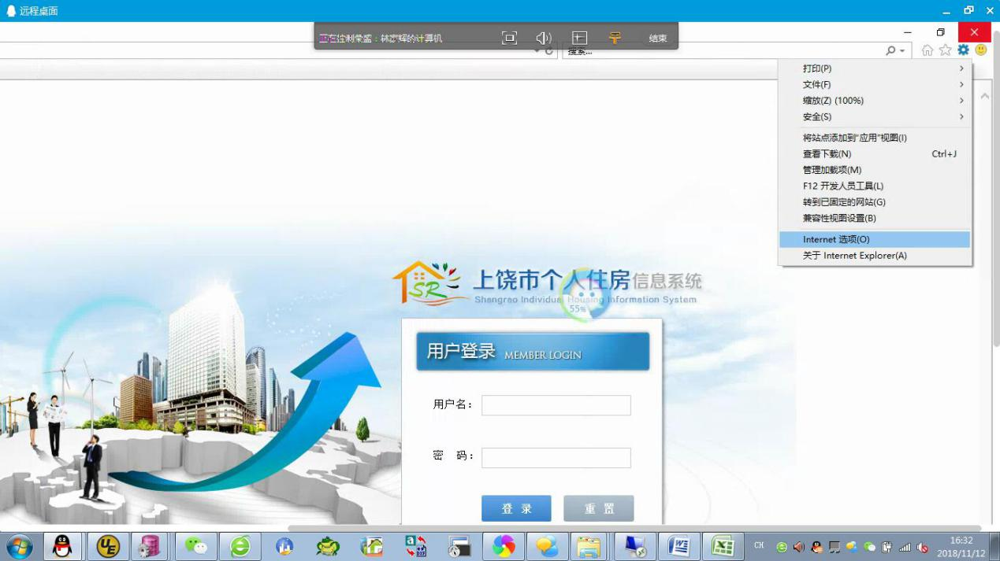 远程桌面
正在控制荣盛：林志辉的计算机
结束
搜索...
打印(P)
文件(F)
缩放(Z) (100%)
安全(S)
将站点添加到“应用”视图(I)
查看下载(N) Ctrl+J
管理加载项(M)
F12 开发人员工具(L)
转到已固定的网站(G)
兼容性视图设置(B)
Internet 选项(O)
关于 Internet Explorer(A)
SR
上饶市个人住房信息系统
Shangrao Individual Housing Information System
55%
用户登录 MEMBER LOGIN
用户名：
密 码：
登 录 重 置
UE
CH
16:32
2018/11/12